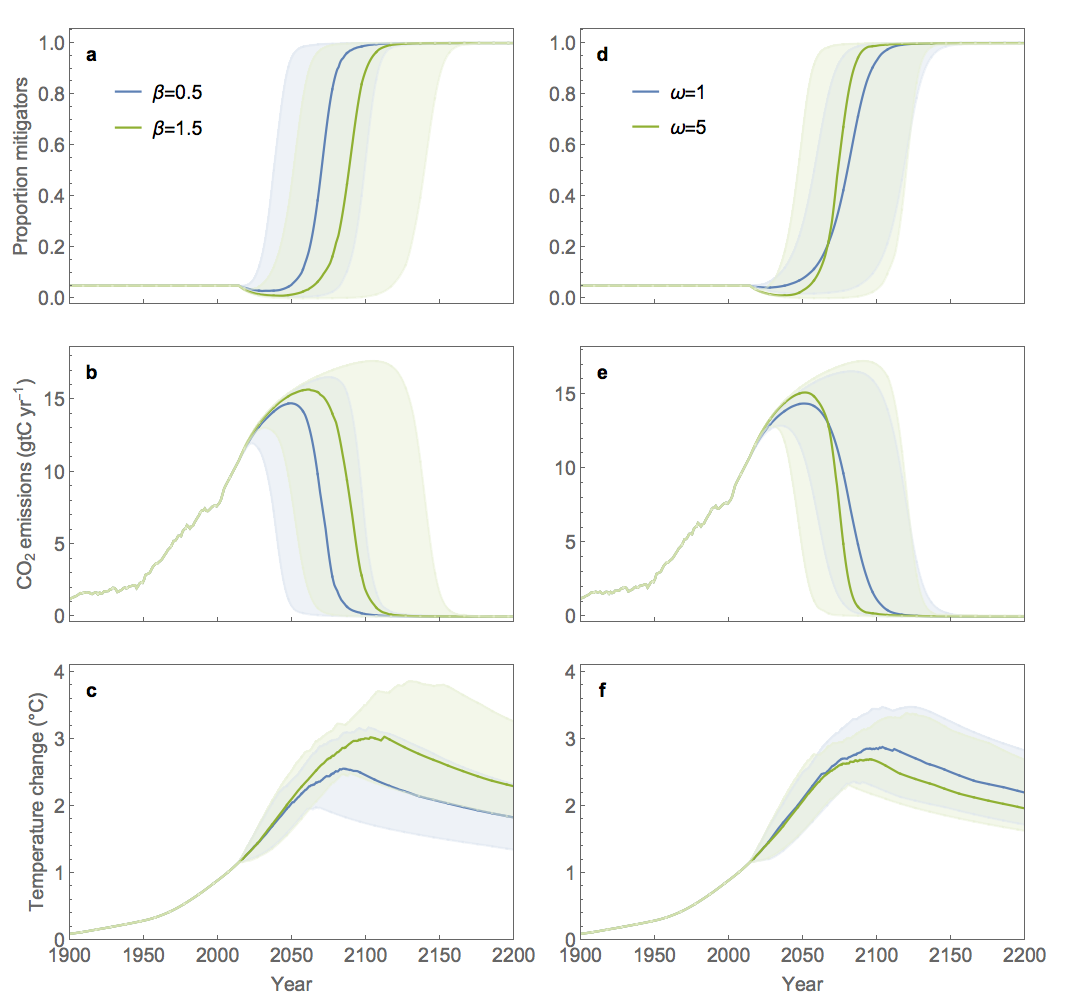 a
β=0.5
β=1.5
Proportion mitigators
1.0
0.8
0.6
0.4
0.2
0.0
d
ω=1
ω=5
1.0
0.8
0.6
0.4
0.2
0.0
b
CO₂ emissions (gtC yr⁻¹)
15
10
5
0
e
15
10
5
0
c
Temperature change (°C)
4
3
2
1
0
1900 1950 2000 2050 2100 2150 2200
Year
f
4
3
2
1
0
1900 1950 2000 2050 2100 2150 2200
Year